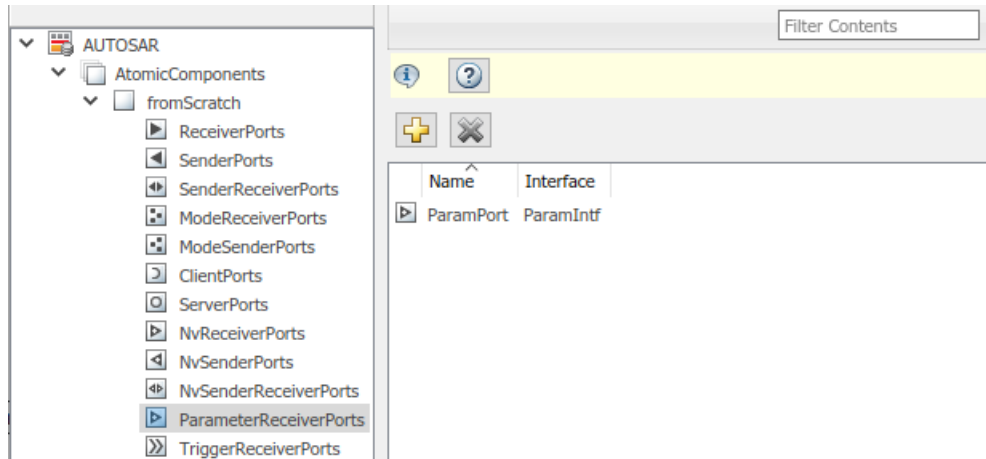 Filter Contents
AUTOSAR
AtomicComponents
fromScratch
ReceiverPorts
SenderPorts
SenderReceiverPorts
ModeReceiverPorts
ModeSenderPorts
ClientPorts
ServerPorts
NvReceiverPorts
NvSenderPorts
NvSenderReceiverPorts
ParameterReceiverPorts
TriggerReceiverPorts
Name Interface
ParamPort ParamIntf